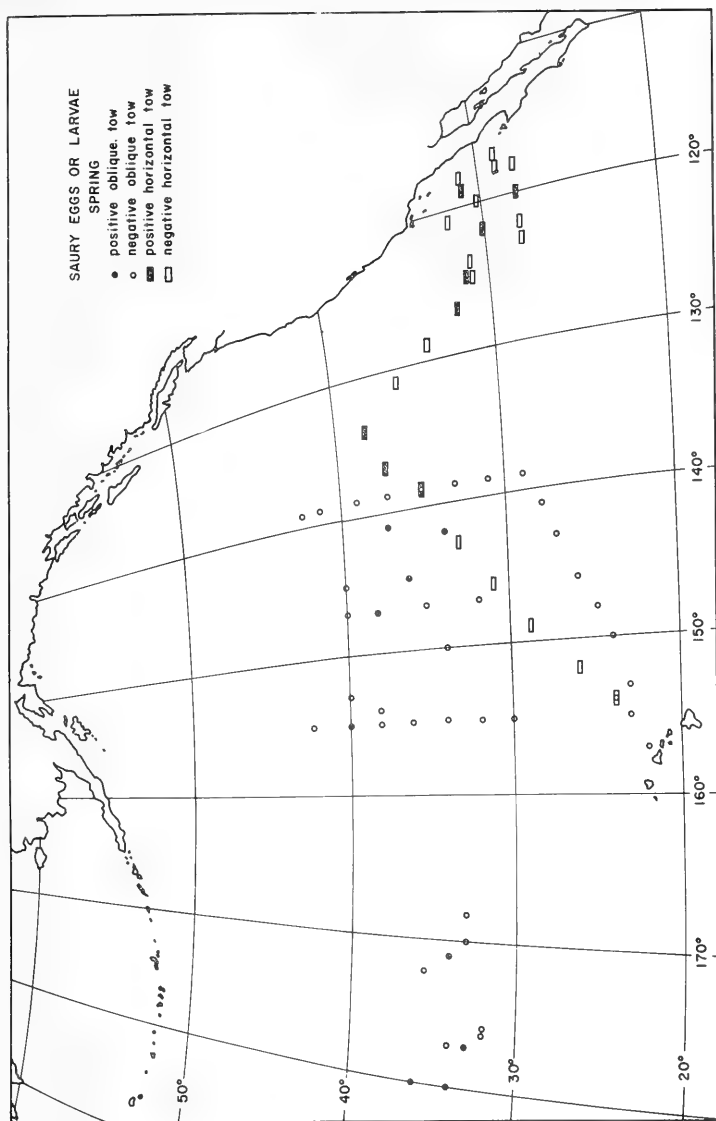 SAURY EGGS OR LARVAE
SPRING
positive oblique tow
negative oblique tow
positive horizontal tow
negative horizontal tow
50°
40°
30°
20°
170°
160°
150°
140°
130°
120°